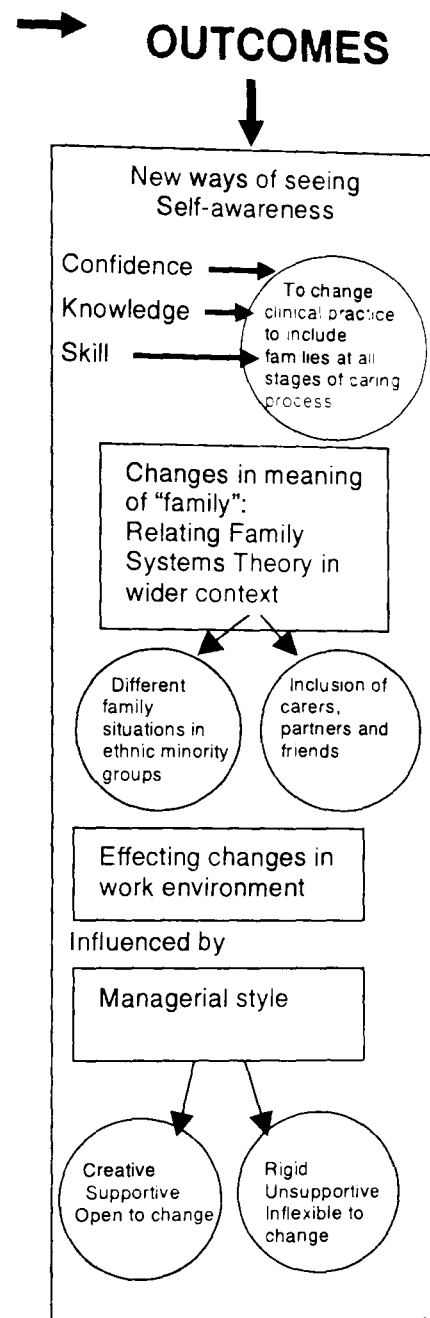 OUTCOMES
New ways of seeing
Self-awareness
Confidence
Knowledge
Skill
To change
clinical practice
to include
families at all
stages of caring
process
Changes in meaning
of “family”:
Relating Family
Systems Theory in
wider context
Different
family
situations in
ethnic minority
groups
Inclusion of
carers,
partners and
friends
Effecting changes in
work environment
Influenced by
Managerial style
Creative
Supportive
Open to change
Rigid
Unsupportive
Inflexible to
change